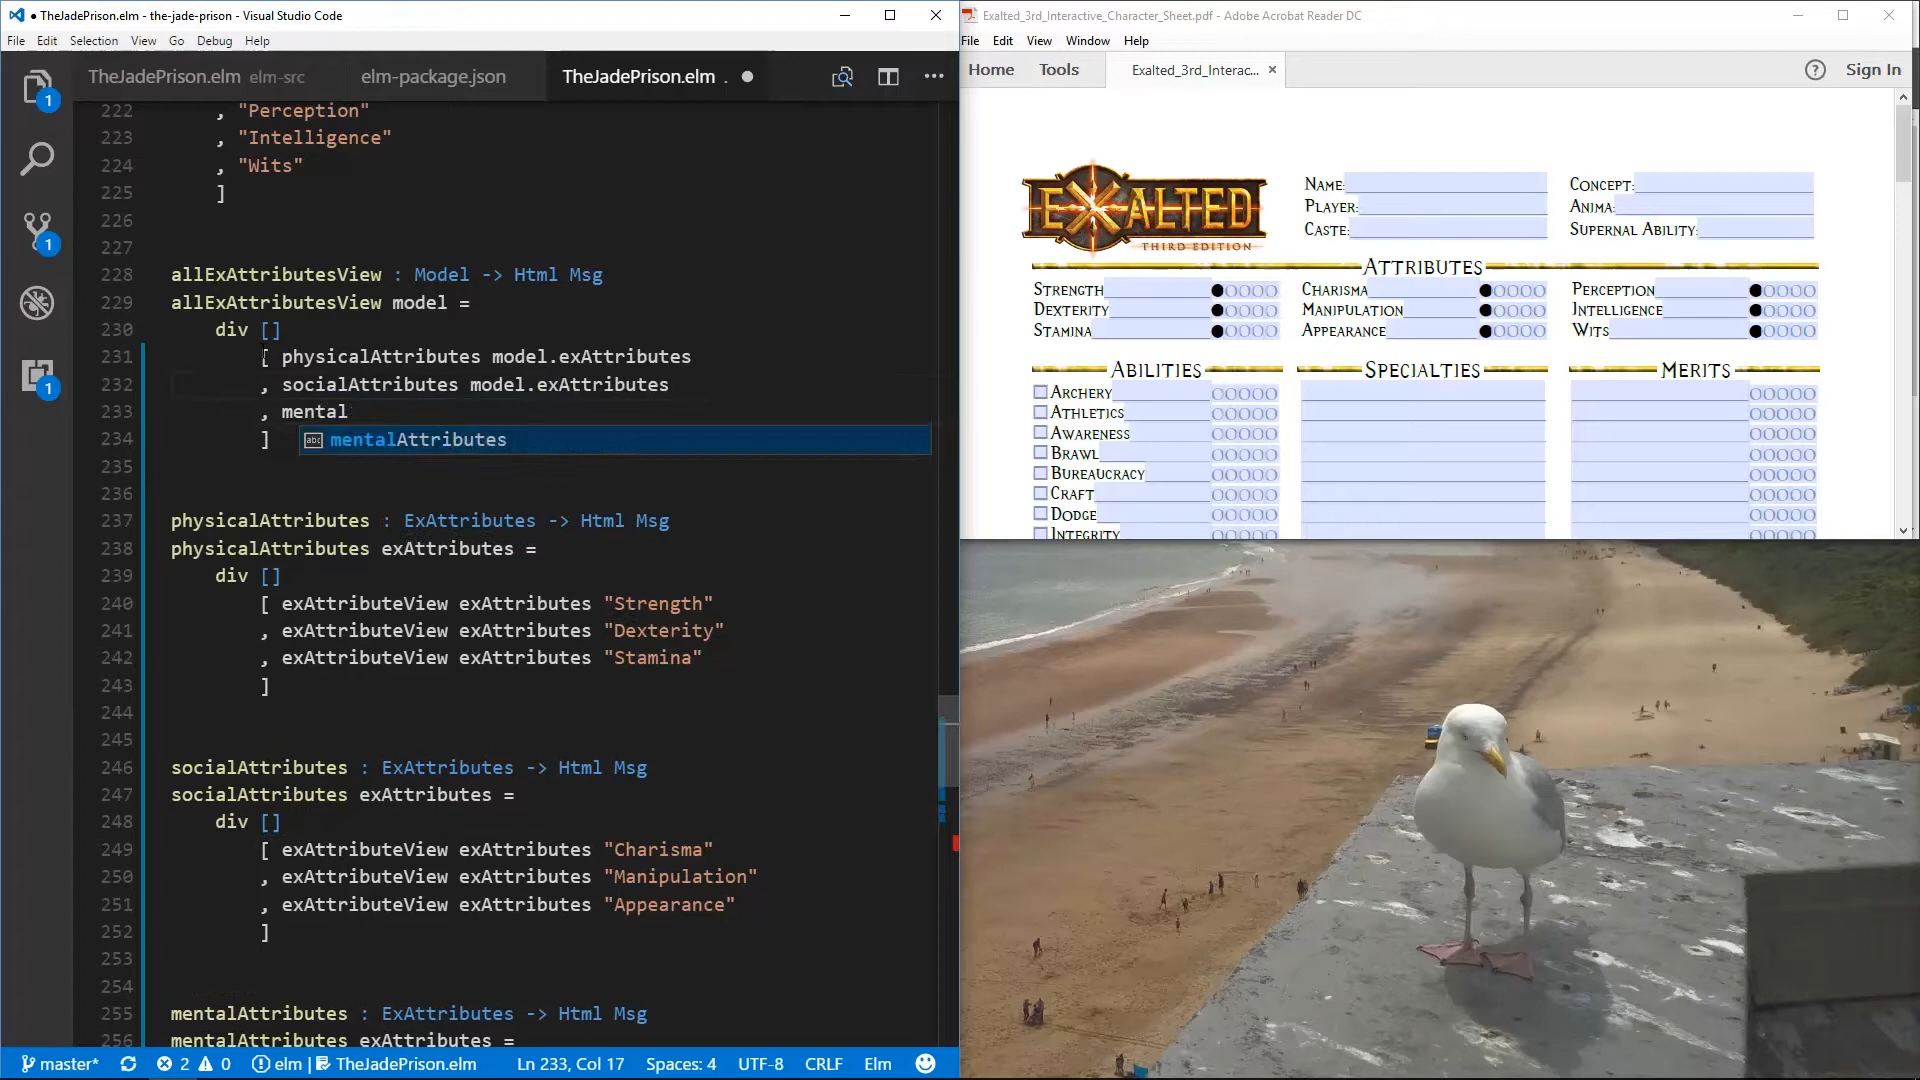 TheJadePrison.elm - the-jade-prison - Visual Studio Code
File Edit Selection View Go Debug Help
TheJadePrison.elm elm-src elm-package.json TheJadePrison.elm .
222 , "Perception"
223 , "Intelligence"
224 , "Wits"
225 ]
226
227
228 allExAttributesView : Model -> Html Msg
229 allExAttributesView model =
230 div []
231 [ physicalAttributes model.exAttributes
232 , socialAttributes model.exAttributes
233 , mental
234 ] abc mentalAttributes
235
236
237 physicalAttributes : ExAttributes -> Html Msg
238 physicalAttributes exAttributes =
239 div []
240 [ exAttributeView exAttributes "Strength"
241 , exAttributeView exAttributes "Dexterity"
242 , exAttributeView exAttributes "Stamina"
243 ]
244
245
246 socialAttributes : ExAttributes -> Html Msg
247 socialAttributes exAttributes =
248 div []
249 [ exAttributeView exAttributes "Charisma"
250 , exAttributeView exAttributes "Manipulation"
251 , exAttributeView exAttributes "Appearance"
252 ]
253
254
255 mentalAttributes : ExAttributes -> Html Msg
256 mentalAttributes exAttributes =
1
1
1
master* 2 0 elm | TheJadePrison.elm Ln 233, Col 17 Spaces: 4 UTF-8 CRLF Elm
Exalted_3rd_Interactive_Character_Sheet.pdf - Adobe Acrobat Reader DC
File Edit View Window Help
Home Tools Exalted_3rd_Interac... × ? Sign In
EXALTED
THIRD EDITION
Name: Concept:
Player: Anima:
Caste: Supernal Ability:
Attributes
Strength Charisma Perception
Dexterity Manipulation Intelligence
Stamina Appearance Wits
Abilities Specialties Merits
Archery
Athletics
Awareness
Brawl
Bureaucracy
Craft
Dodge
Integrity